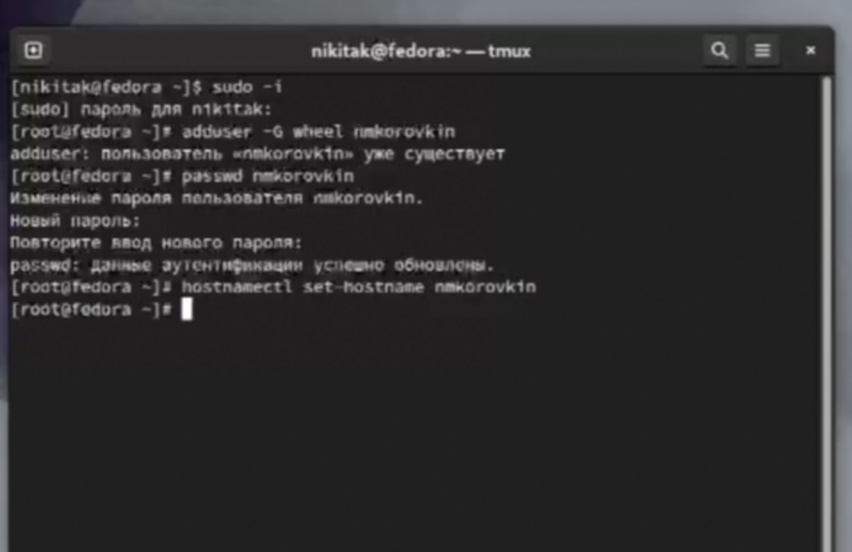 nikitak@fedora:~ — tmux
[nikitak@fedora ~]$ sudo -i
[sudo] пароль для nikitak:
[root@fedora ~]# adduser -G wheel nmkorovkin
adduser: пользователь «nmkorovkin» уже существует
[root@fedora ~]# passwd nmkorovkin
Изменение пароля пользователя nmkorovkin.
Новый пароль:
Повторите ввод нового пароля:
passwd: данные аутентификации успешно обновлены.
[root@fedora ~]# hostnamectl set-hostname nmkorovkin
[root@fedora ~]#